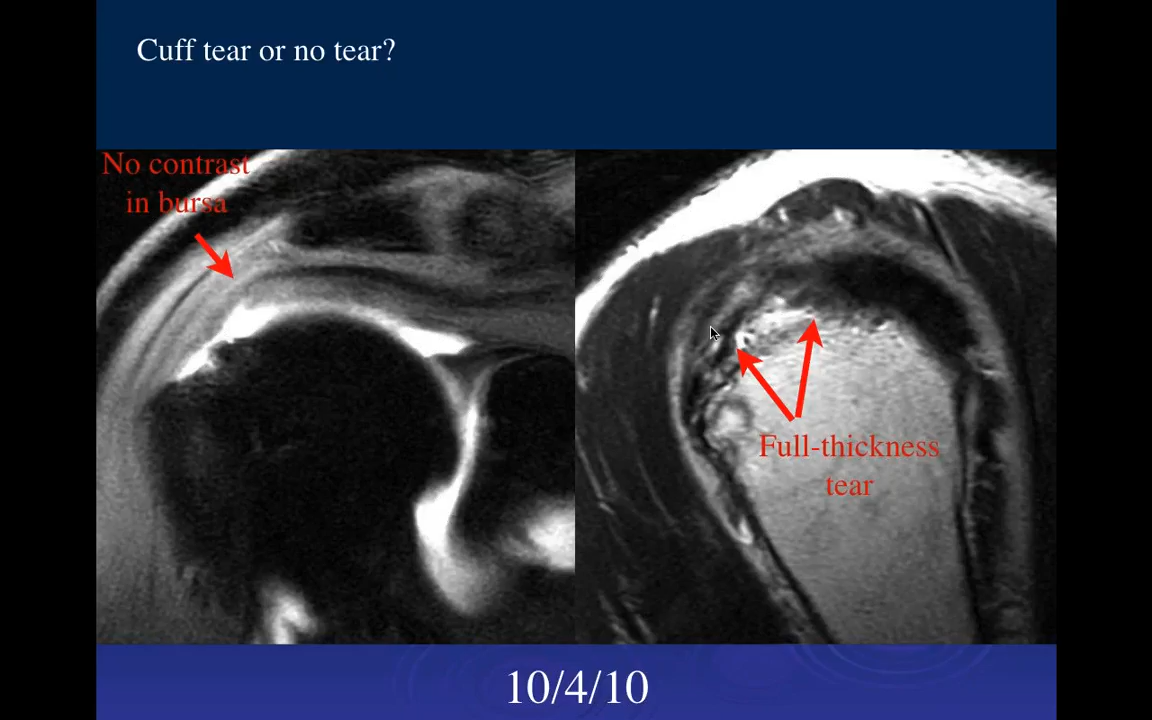 Cuff tear or no tear?
No contrast
in bursa
Full-thickness
tear
10/4/10